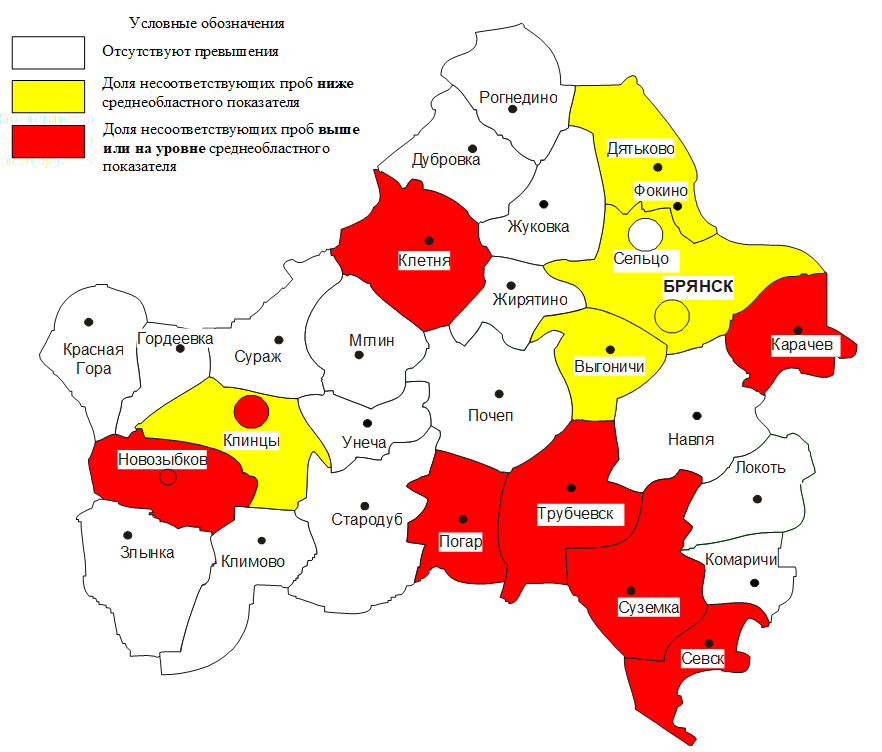 Условные обозначения
Отсутствуют превышения
Доля несоответствующих проб ниже
среднеобластного показателя
Доля несоответствующих проб выше
или на уровне среднеобластного
показателя
Рогнедино
Дубровка
Дятьково
Фокино
Жуковка
Клетня
Сельцо
БРЯНСК
Жирятино
Карачев
Красная
Гора
Гордеевка
Сураж
Мглин
Выгоничи
Почеп
Клинцы
Унеча
Навля
Новозыбков
Локоть
Стародуб
Трубчевск
Погар
Злынка
Климово
Комаричи
Суземка
Севск